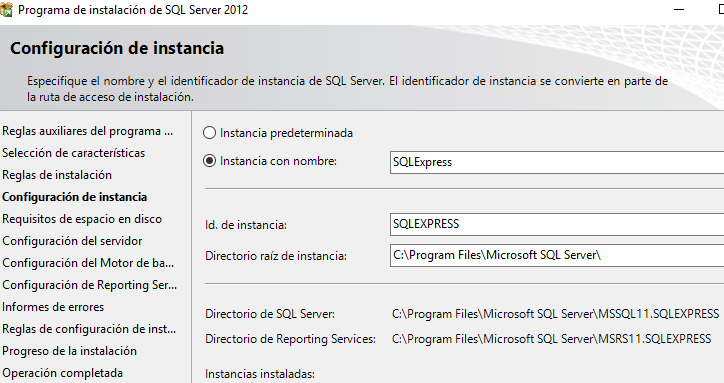 Programa de instalación de SQL Server 2012
Configuración de instancia
Especifique el nombre y el identificador de instancia de SQL Server. El identificador de instancia se convierte en parte de
la ruta de acceso de instalación.
Reglas auxiliares del programa ...
Selección de características
Reglas de instalación
Configuración de instancia
Requisitos de espacio en disco
Configuración del servidor
Configuración del Motor de ba...
Configuración de Reporting Ser...
Informes de errores
Reglas de configuración de inst...
Progreso de la instalación
Operación completada
Instancia predeterminada
Instancia con nombre: SQLExpress
Id. de instancia: SQLEXPRESS
Directorio raíz de instancia: C:\Program Files\Microsoft SQL Server\
Directorio de SQL Server: C:\Program Files\Microsoft SQL Server\MSSQL11.SQLEXPRESS
Directorio de Reporting Services: C:\Program Files\Microsoft SQL Server\MSRS11.SQLEXPRESS
Instancias instaladas: